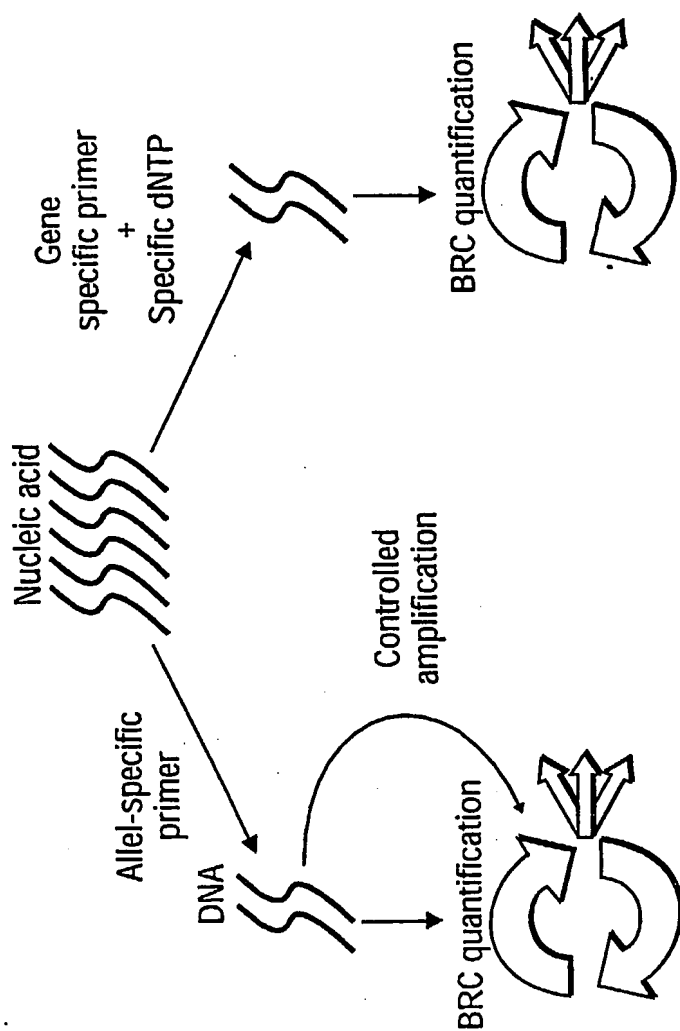 Nucleic acid
Allel-specific
primer
Gene
specific primer
+
Specific dNTP
DNA
Controlled
amplification
BRC quantification
BRC quantification